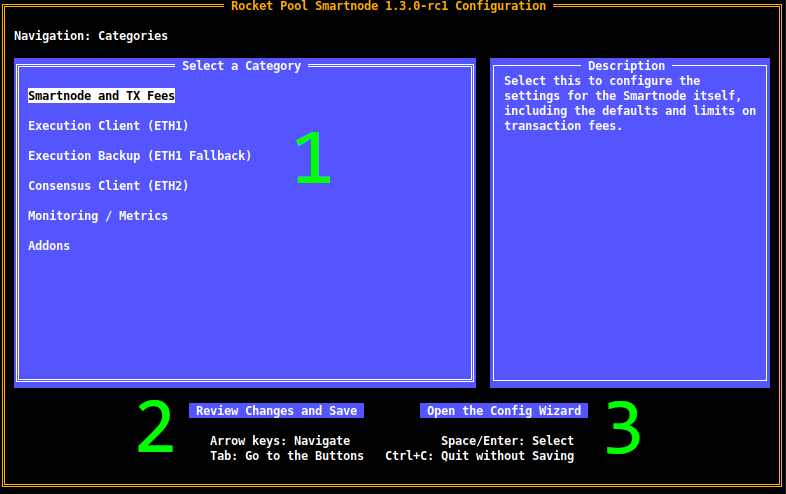 Rocket Pool Smartnode 1.3.0-rc1 Configuration
Navigation: Categories
Select a Category
Smartnode and TX Fees
Execution Client (ETH1)
Execution Backup (ETH1 Fallback)
Consensus Client (ETH2)
Monitoring / Metrics
Addons
1
Description
Select this to configure the
settings for the Smartnode itself,
including the defaults and limits on
transaction fees.
2
Review Changes and Save
Open the Config Wizard
3
Arrow keys: Navigate
Space/Enter: Select
Tab: Go to the Buttons
Ctrl+C: Quit without Saving